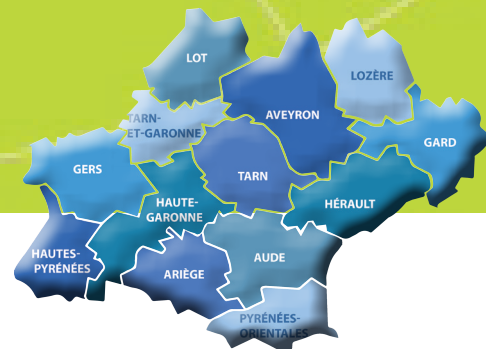 LOT
LOZÈRE
AVEYRON
TARN-
ET-GARONNE
GARD
GERS
TARN
HAUTE-
GARONNE
HÉRAULT
HAUTES-
PYRÉNÉES
ARIÈGE
AUDE
PYRÉNÉES-
ORIENTALES